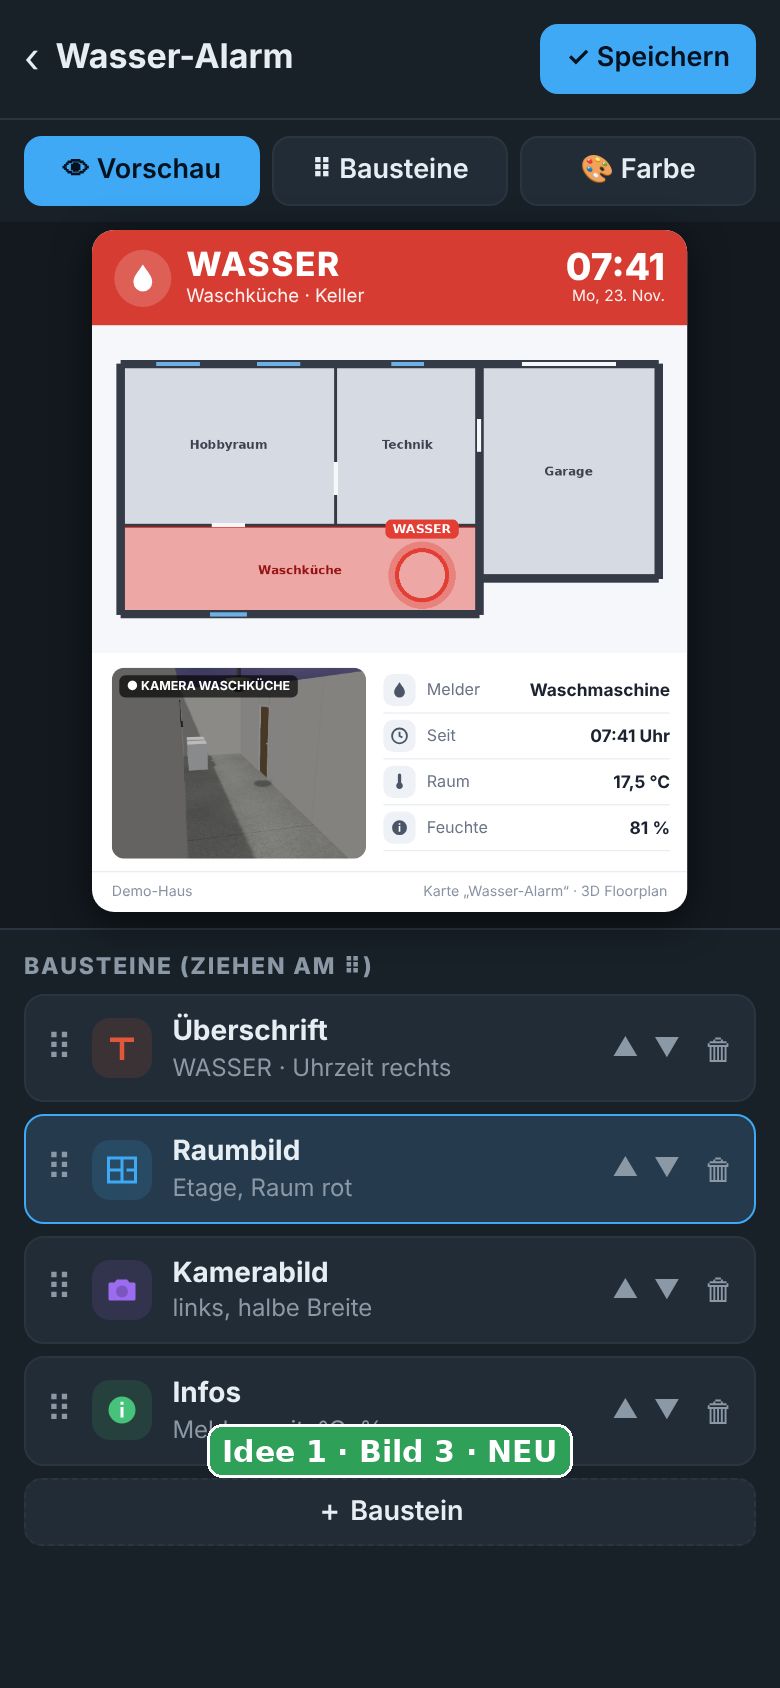 ‹ Wasser-Alarm
✓ Speichern
👁 Vorschau
⠿ Bausteine
🎨 Farbe
WASSER
Waschküche · Keller
07:41
Mo, 23. Nov.
Hobbyraum
Technik
Garage
WASSER
Waschküche
KAMERA WASCHKÜCHE
Melder Waschmaschine
Seit 07:41 Uhr
Raum 17,5 °C
Feuchte 81 %
Demo-Haus
Karte „Wasser-Alarm“ · 3D Floorplan
BAUSTEINE (ZIEHEN AM ⠿)
Überschrift
WASSER · Uhrzeit rechts
Raumbild
Etage, Raum rot
Kamerabild
links, halbe Breite
Infos
Idee 1 · Bild 3 · NEU
+ Baustein